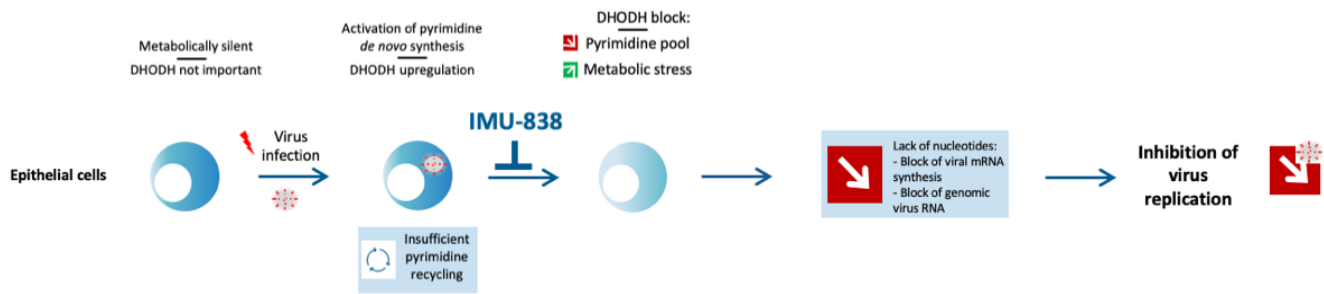 Metabolically silent
DHODH not important
Activation of pyrimidine
de novo synthesis
DHODH upregulation
DHODH block:
Pyrimidine pool
Metabolic stress
Epithelial cells
Virus
infection
IMU-838
Insufficient
pyrimidine
recycling
Lack of nucleotides:
- Block of viral mRNA
synthesis
- Block of genomic
virus RNA
Inhibition of
virus
replication